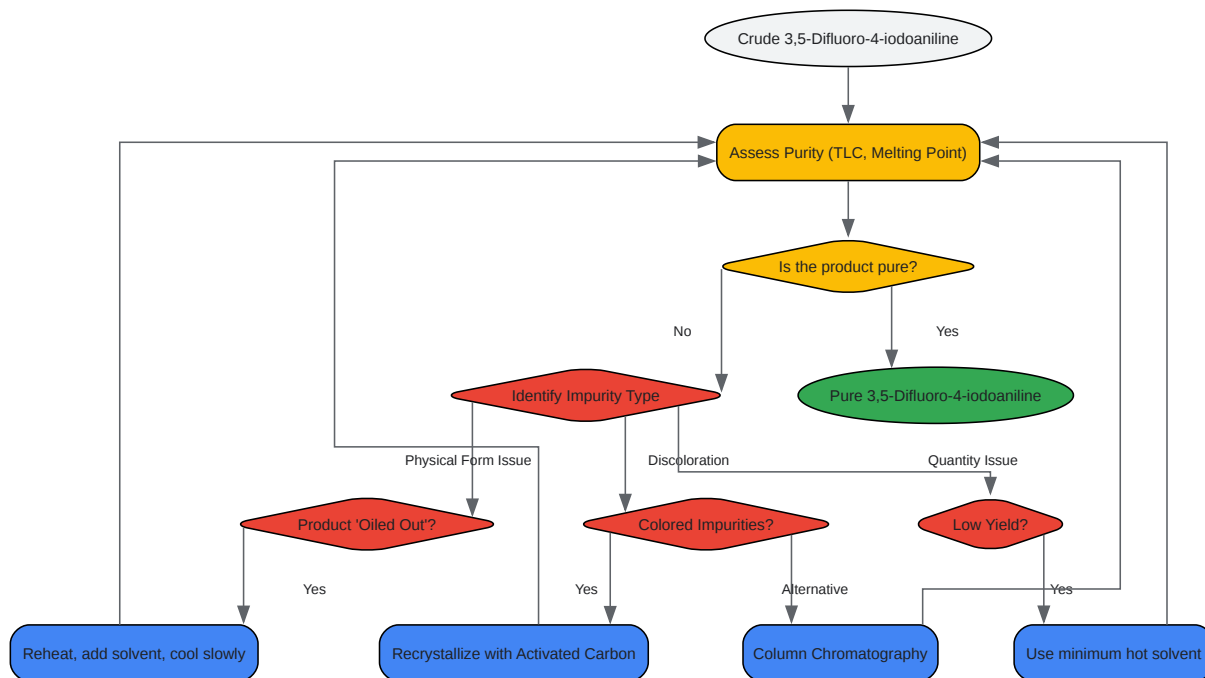 Crude 3,5-Difluoro-4-iodoaniline
Assess Purity (TLC, Melting Point)
Is the product pure?
No
Yes
Identify Impurity Type
Pure 3,5-Difluoro-4-iodoaniline
Physical Form Issue
Discoloration
Quantity Issue
Product 'Oiled Out'?
Colored Impurities?
Low Yield?
Yes
Yes
Alternative
Yes
Reheat, add solvent, cool slowly
Recrystallize with Activated Carbon
Column Chromatography
Use minimum hot solvent